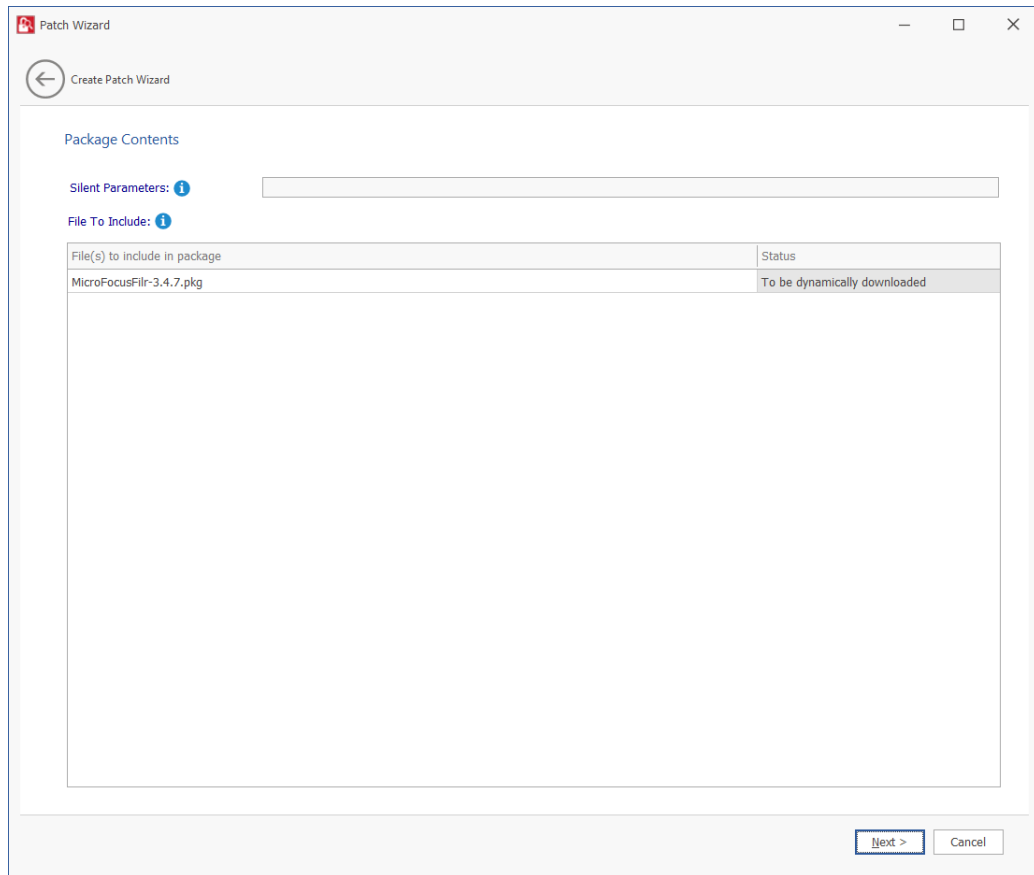 Patch Wizard
Create Patch Wizard
Package Contents
Silent Parameters:
File To Include:
File(s) to include in package Status
MicroFocusFilr-3.4.7.pkg To be dynamically downloaded
Next > Cancel